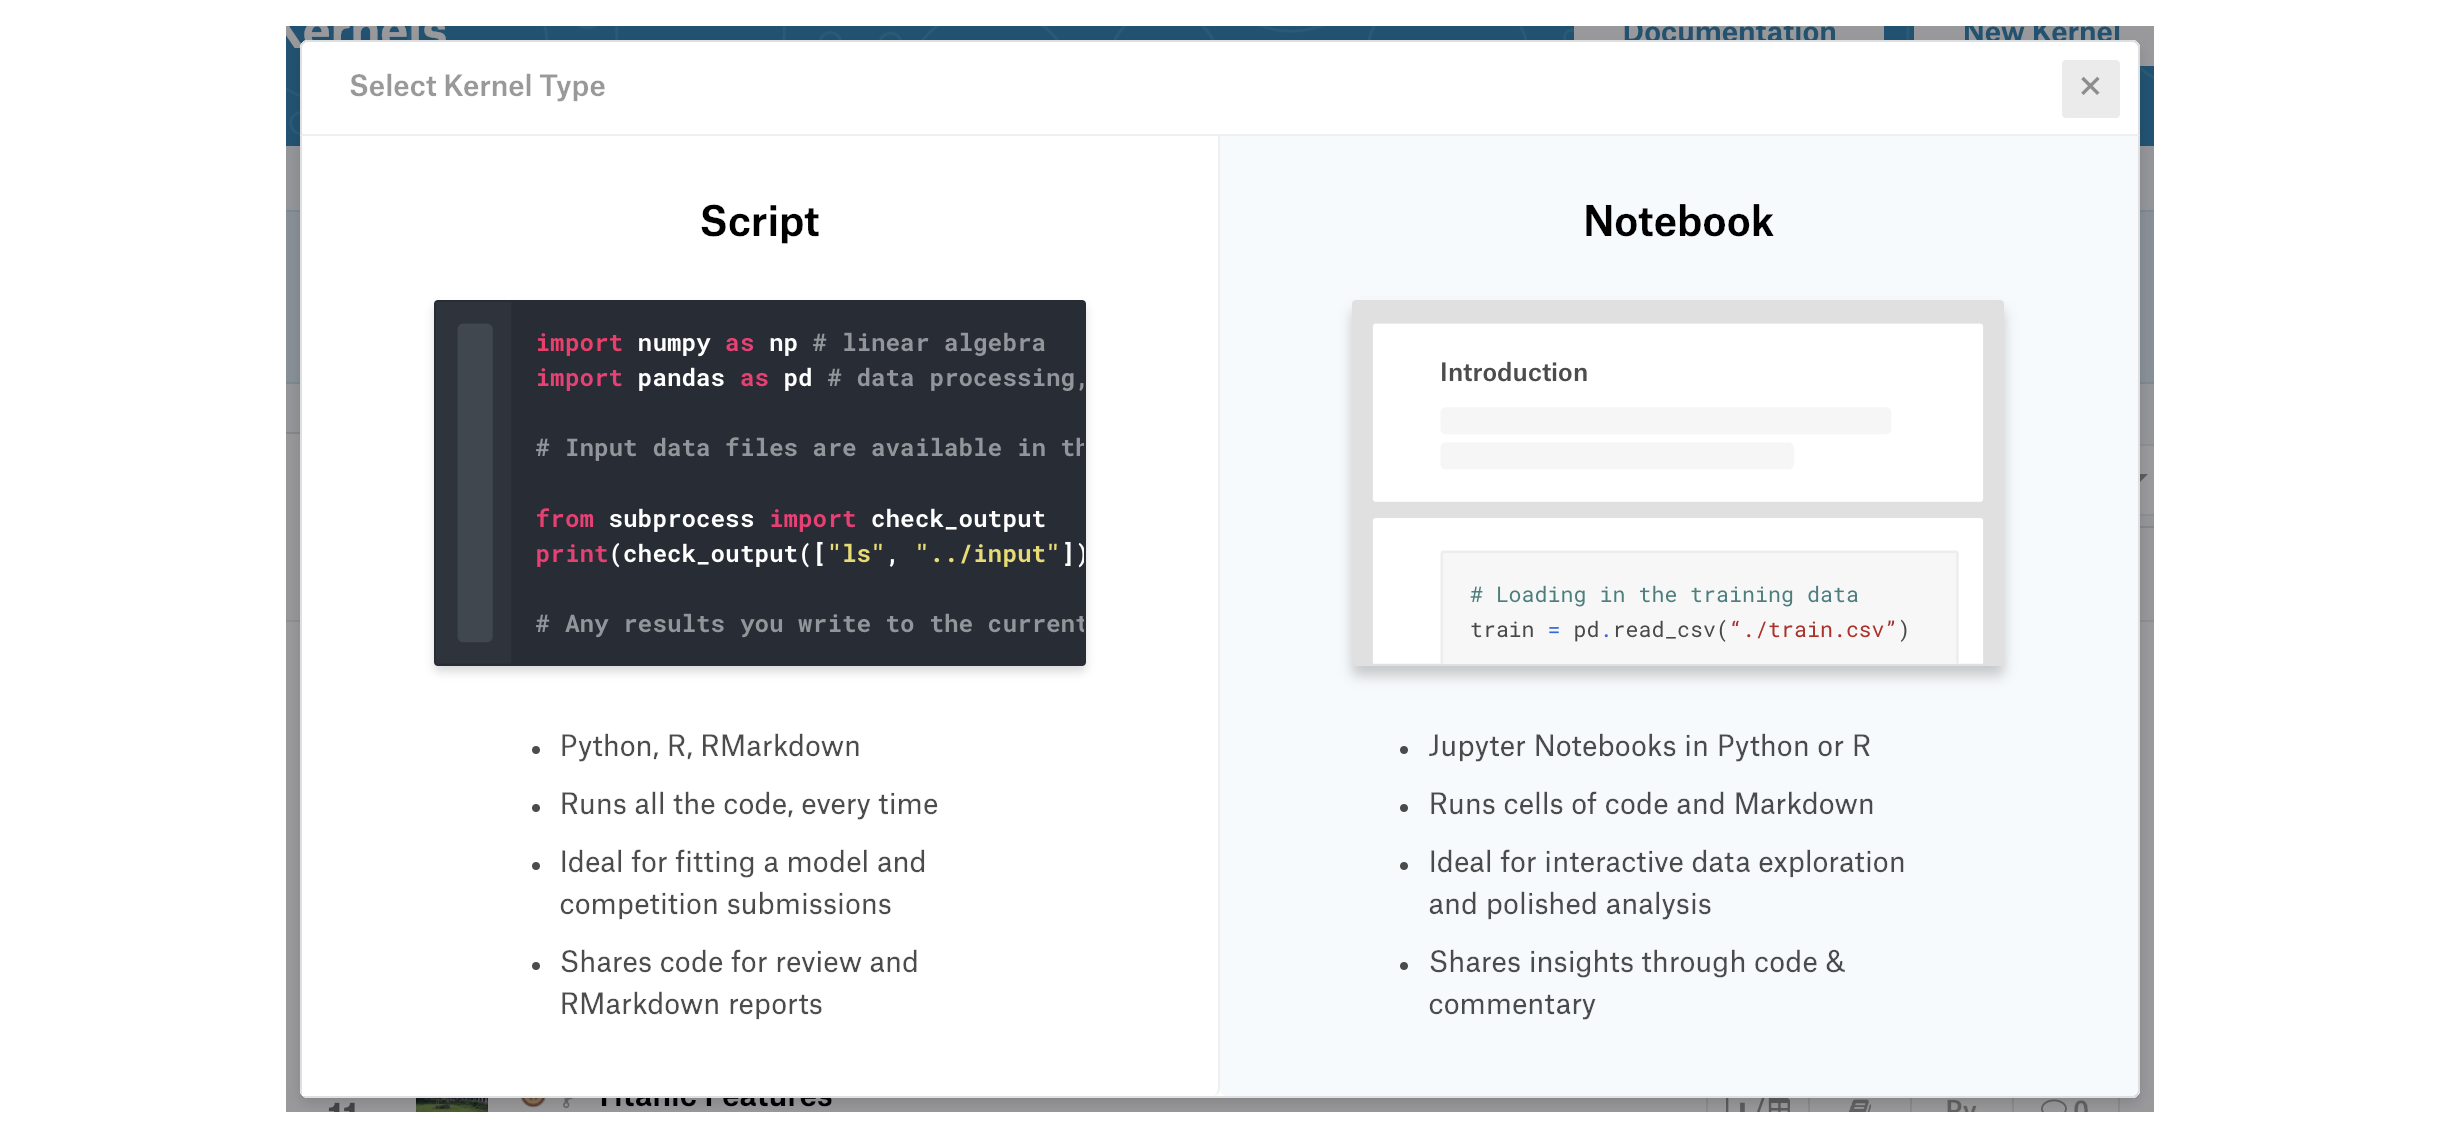 Kernels
Documentation
New Kernel
Select Kernel Type
×
Script
import numpy as np # linear algebra
import pandas as pd # data processing,
# Input data files are available in th
from subprocess import check_output
print(check_output(["ls", "../input"])
# Any results you write to the current
• Python, R, RMarkdown
• Runs all the code, every time
• Ideal for fitting a model and
competition submissions
• Shares code for review and
RMarkdown reports
Notebook
Introduction
# Loading in the training data
train = pd.read_csv(“./train.csv”)
• Jupyter Notebooks in Python or R
• Runs cells of code and Markdown
• Ideal for interactive data exploration
and polished analysis
• Shares insights through code &
commentary
11
Titanic Features
Py
0